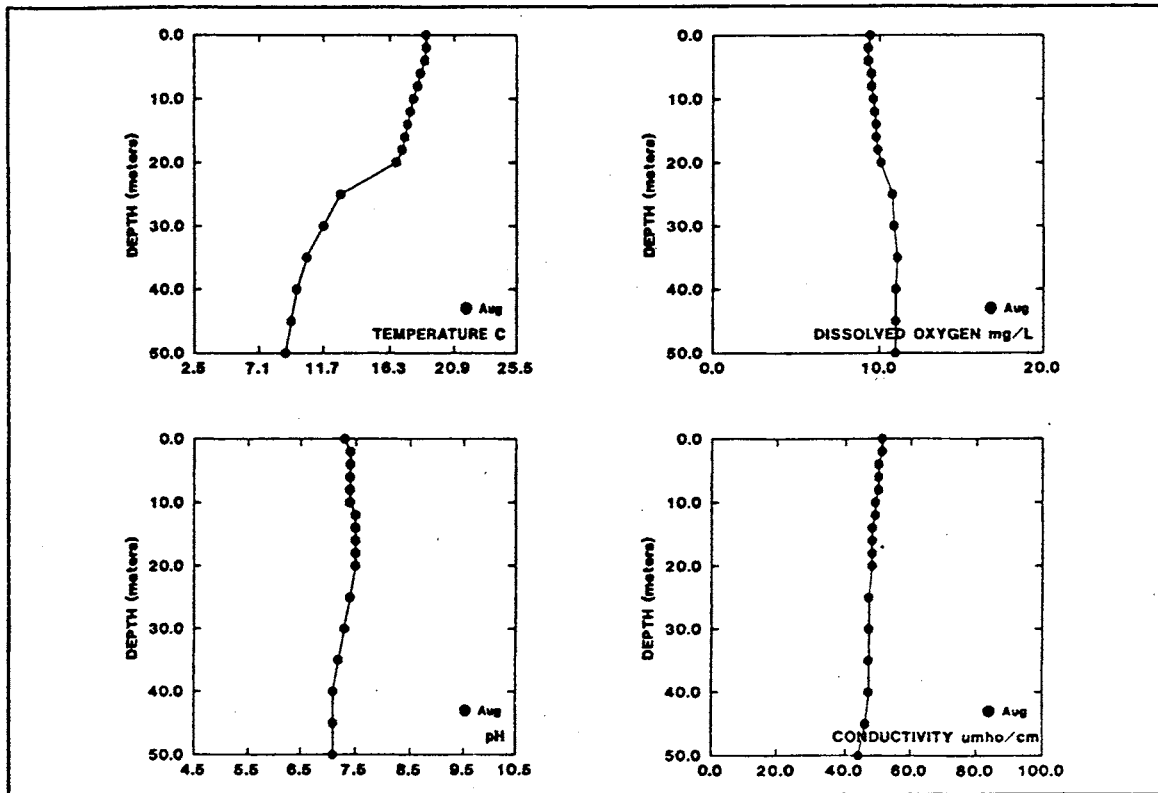 0.0
10.0
20.0
30.0
40.0
50.0
DEPTH (meters)
Aug
TEMPERATURE C
2.5 7.1 11.7 16.3 20.9 25.5
0.0
10.0
20.0
30.0
40.0
50.0
DEPTH (meters)
Aug
DISSOLVED OXYGEN mg/L
0.0 10.0 20.0
0.0
10.0
20.0
30.0
40.0
50.0
DEPTH (meters)
Aug
pH
4.5 5.5 6.5 7.5 8.5 9.5 10.5
0.0
10.0
20.0
30.0
40.0
50.0
DEPTH (meters)
Aug
CONDUCTIVITY umho/cm
0.0 20.0 40.0 60.0 80.0 100.0